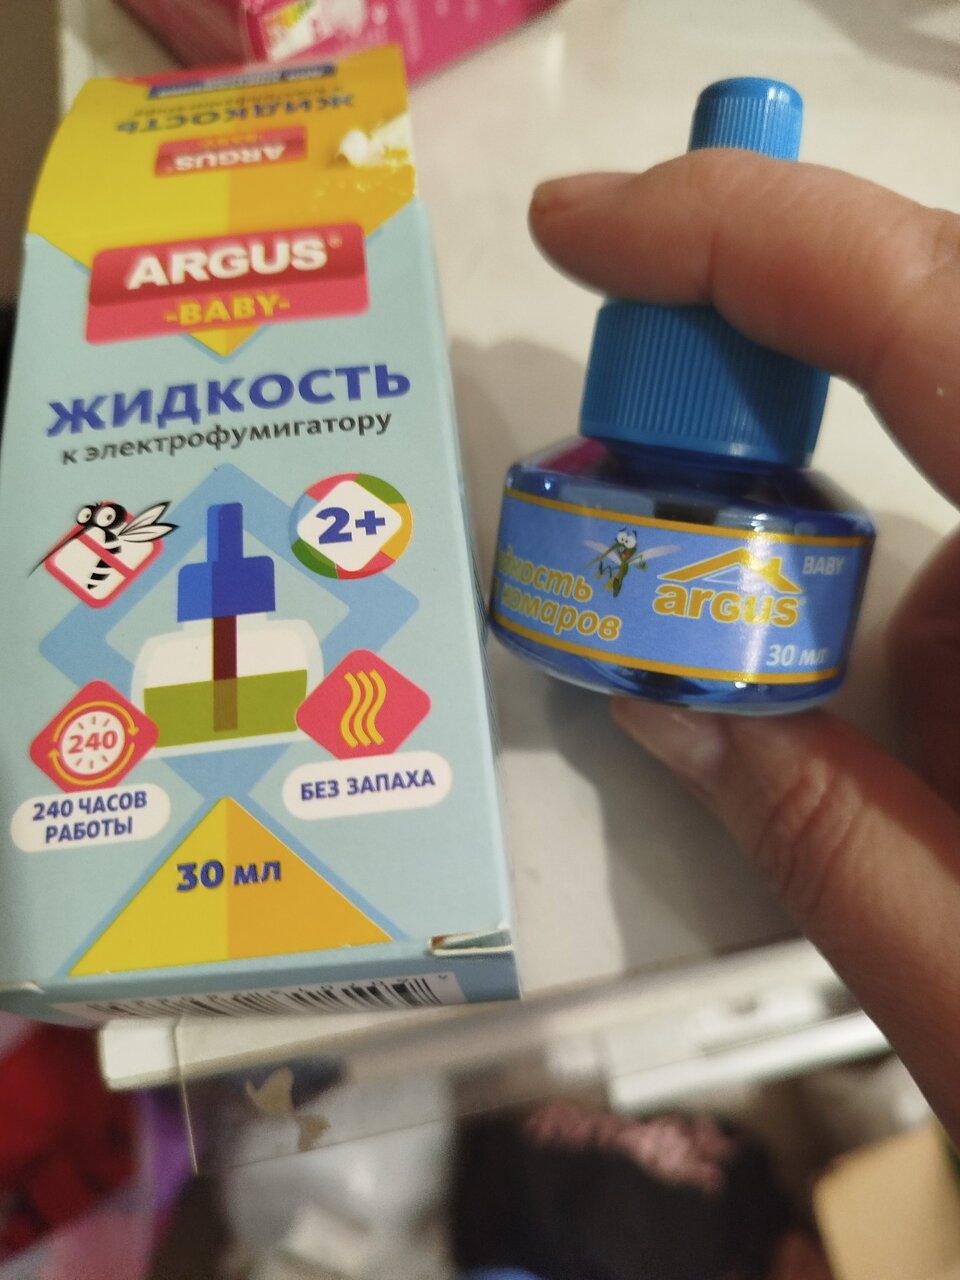 ЖИДКОСТЬ
ARGUS
ARGUS®
-BABY-
ЖИДКОСТЬ
к электрофумигатору
2+
240
240 ЧАСОВ
РАБОТЫ
БЕЗ ЗАПАХА
30 мл
BABY
argus
комаров
30 мл